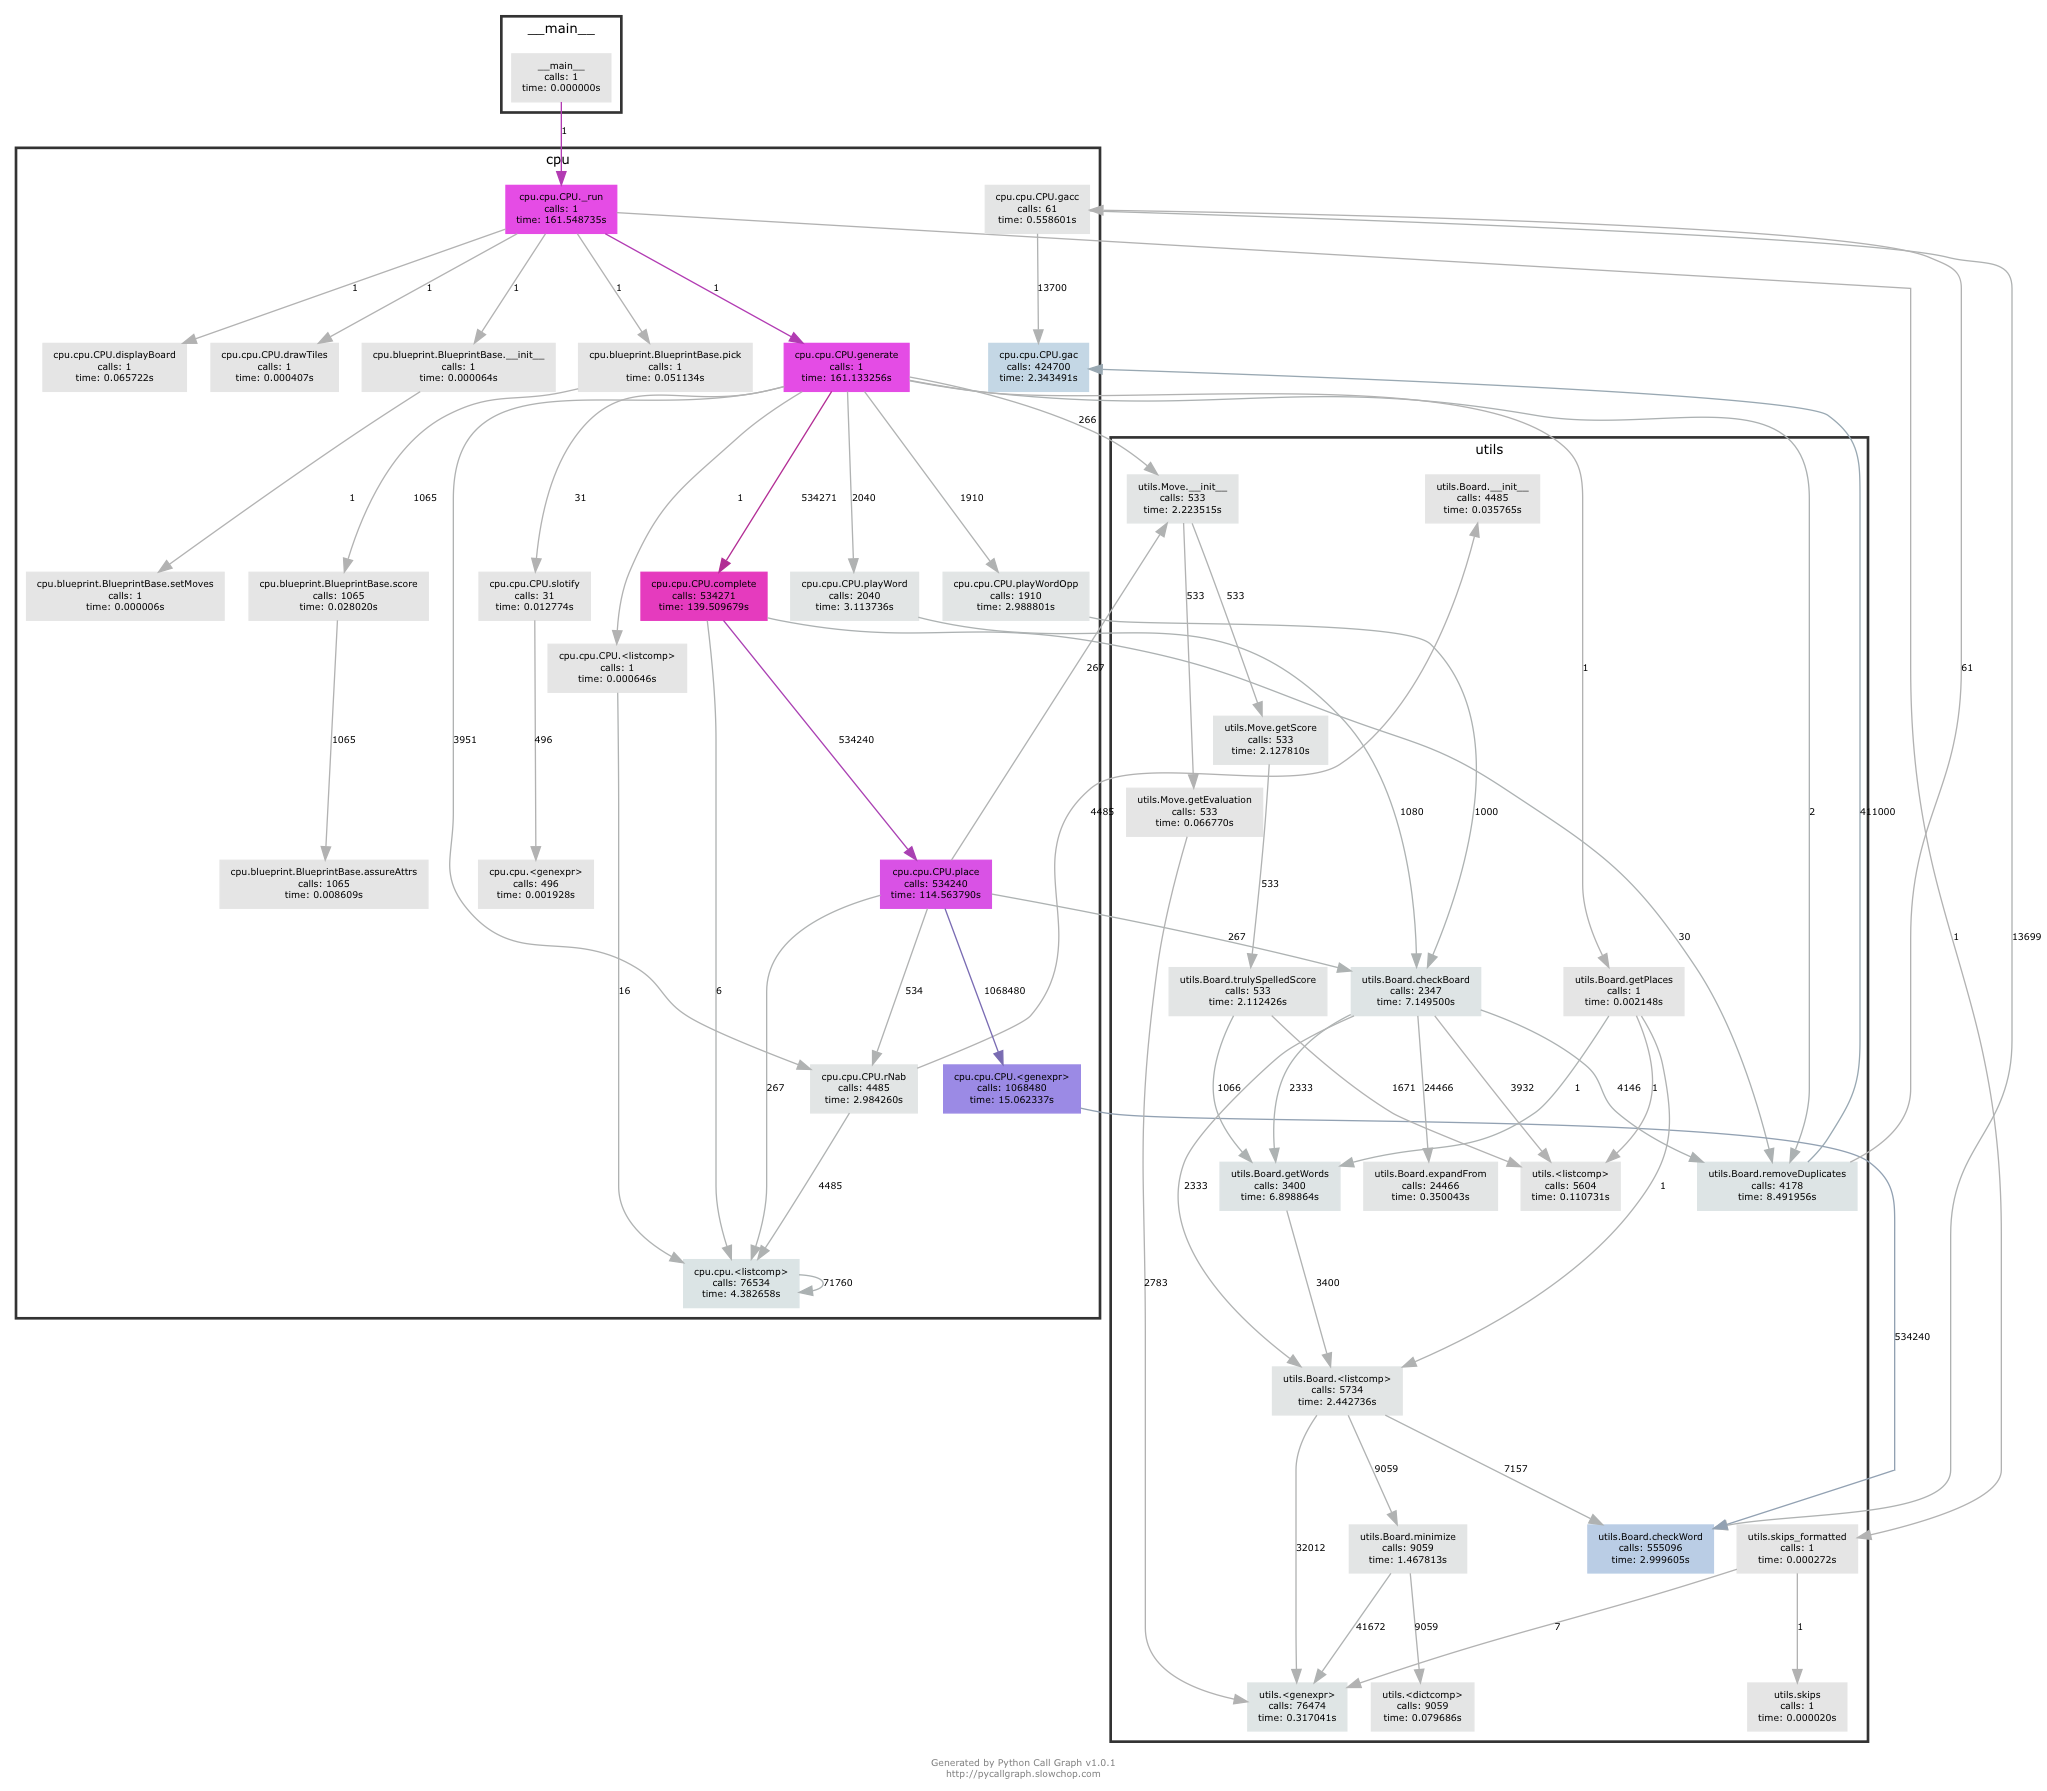 __main__
__main__
calls: 1
time: 0.000000s
1
cpu
cpu.cpu.CPU._run
calls: 1
time: 161.548735s
cpu.cpu.CPU.gacc
calls: 61
time: 0.558601s
1
1
1
1
1
13700
cpu.cpu.CPU.displayBoard
calls: 1
time: 0.065722s
cpu.cpu.CPU.drawTiles
calls: 1
time: 0.000407s
cpu.blueprint.BlueprintBase.__init__
calls: 1
time: 0.000064s
cpu.blueprint.BlueprintBase.pick
calls: 1
time: 0.051134s
cpu.cpu.CPU.generate
calls: 1
time: 161.133256s
cpu.cpu.CPU.gac
calls: 424700
time: 2.343491s
266
utils
1
1065
31
1
534271
2040
1910
utils.Move.__init__
calls: 533
time: 2.223515s
utils.Board.__init__
calls: 4485
time: 0.035765s
cpu.blueprint.BlueprintBase.setMoves
calls: 1
time: 0.000006s
cpu.blueprint.BlueprintBase.score
calls: 1065
time: 0.028020s
cpu.cpu.CPU.slotify
calls: 31
time: 0.012774s
cpu.cpu.CPU.complete
calls: 534271
time: 139.509679s
cpu.cpu.CPU.playWord
calls: 2040
time: 3.113736s
cpu.cpu.CPU.playWordOpp
calls: 1910
time: 2.988801s
533
533
cpu.cpu.CPU.<listcomp>
calls: 1
time: 0.000646s
267
1
61
1065
3951
496
6
534240
utils.Move.getScore
calls: 533
time: 2.127810s
utils.Move.getEvaluation
calls: 533
time: 0.066770s
4485
1080
1000
2
411000
cpu.blueprint.BlueprintBase.assureAttrs
calls: 1065
time: 0.008609s
cpu.cpu.<genexpr>
calls: 496
time: 0.001928s
cpu.cpu.CPU.place
calls: 534240
time: 114.563790s
533
267
30
1
13699
16
6
267
534
1068480
utils.Board.trulySpelledScore
calls: 533
time: 2.112426s
utils.Board.checkBoard
calls: 2347
time: 7.149500s
utils.Board.getPlaces
calls: 1
time: 0.002148s
cpu.cpu.CPU.rNab
calls: 4485
time: 2.984260s
cpu.cpu.CPU.<genexpr>
calls: 1068480
time: 15.062337s
1066
2333
1671
24466
3932
1
4146
1
4485
2333
utils.Board.getWords
calls: 3400
time: 6.898864s
utils.Board.expandFrom
calls: 24466
time: 0.350043s
utils.<listcomp>
calls: 5604
time: 0.110731s
1
utils.Board.removeDuplicates
calls: 4178
time: 8.491956s
cpu.cpu.<listcomp>
calls: 76534
time: 4.382658s
71760
2783
3400
534240
utils.Board.<listcomp>
calls: 5734
time: 2.442736s
9059
7157
32012
utils.Board.minimize
calls: 9059
time: 1.467813s
utils.Board.checkWord
calls: 555096
time: 2.999605s
utils.skips_formatted
calls: 1
time: 0.000272s
41672
9059
7
1
utils.<genexpr>
calls: 76474
time: 0.317041s
utils.<dictcomp>
calls: 9059
time: 0.079686s
utils.skips
calls: 1
time: 0.000020s
Generated by Python Call Graph v1.0.1
http://pycallgraph.slowchop.com